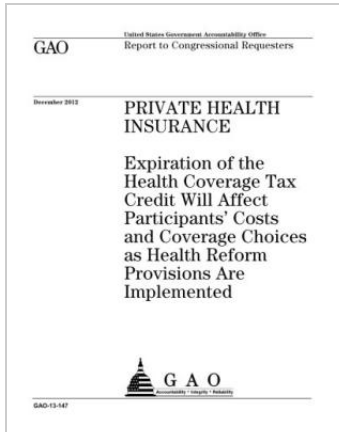 United States Government Accountability Office
GAO
Report to Congressional Requesters
December 2012
PRIVATE HEALTH
INSURANCE
Expiration of the
Health Coverage Tax
Credit Will Affect
Participants' Costs
and Coverage Choices
as Health Reform
Provisions Are
Implemented
GAO
Accountability * Integrity * Reliability
GAO-13-147